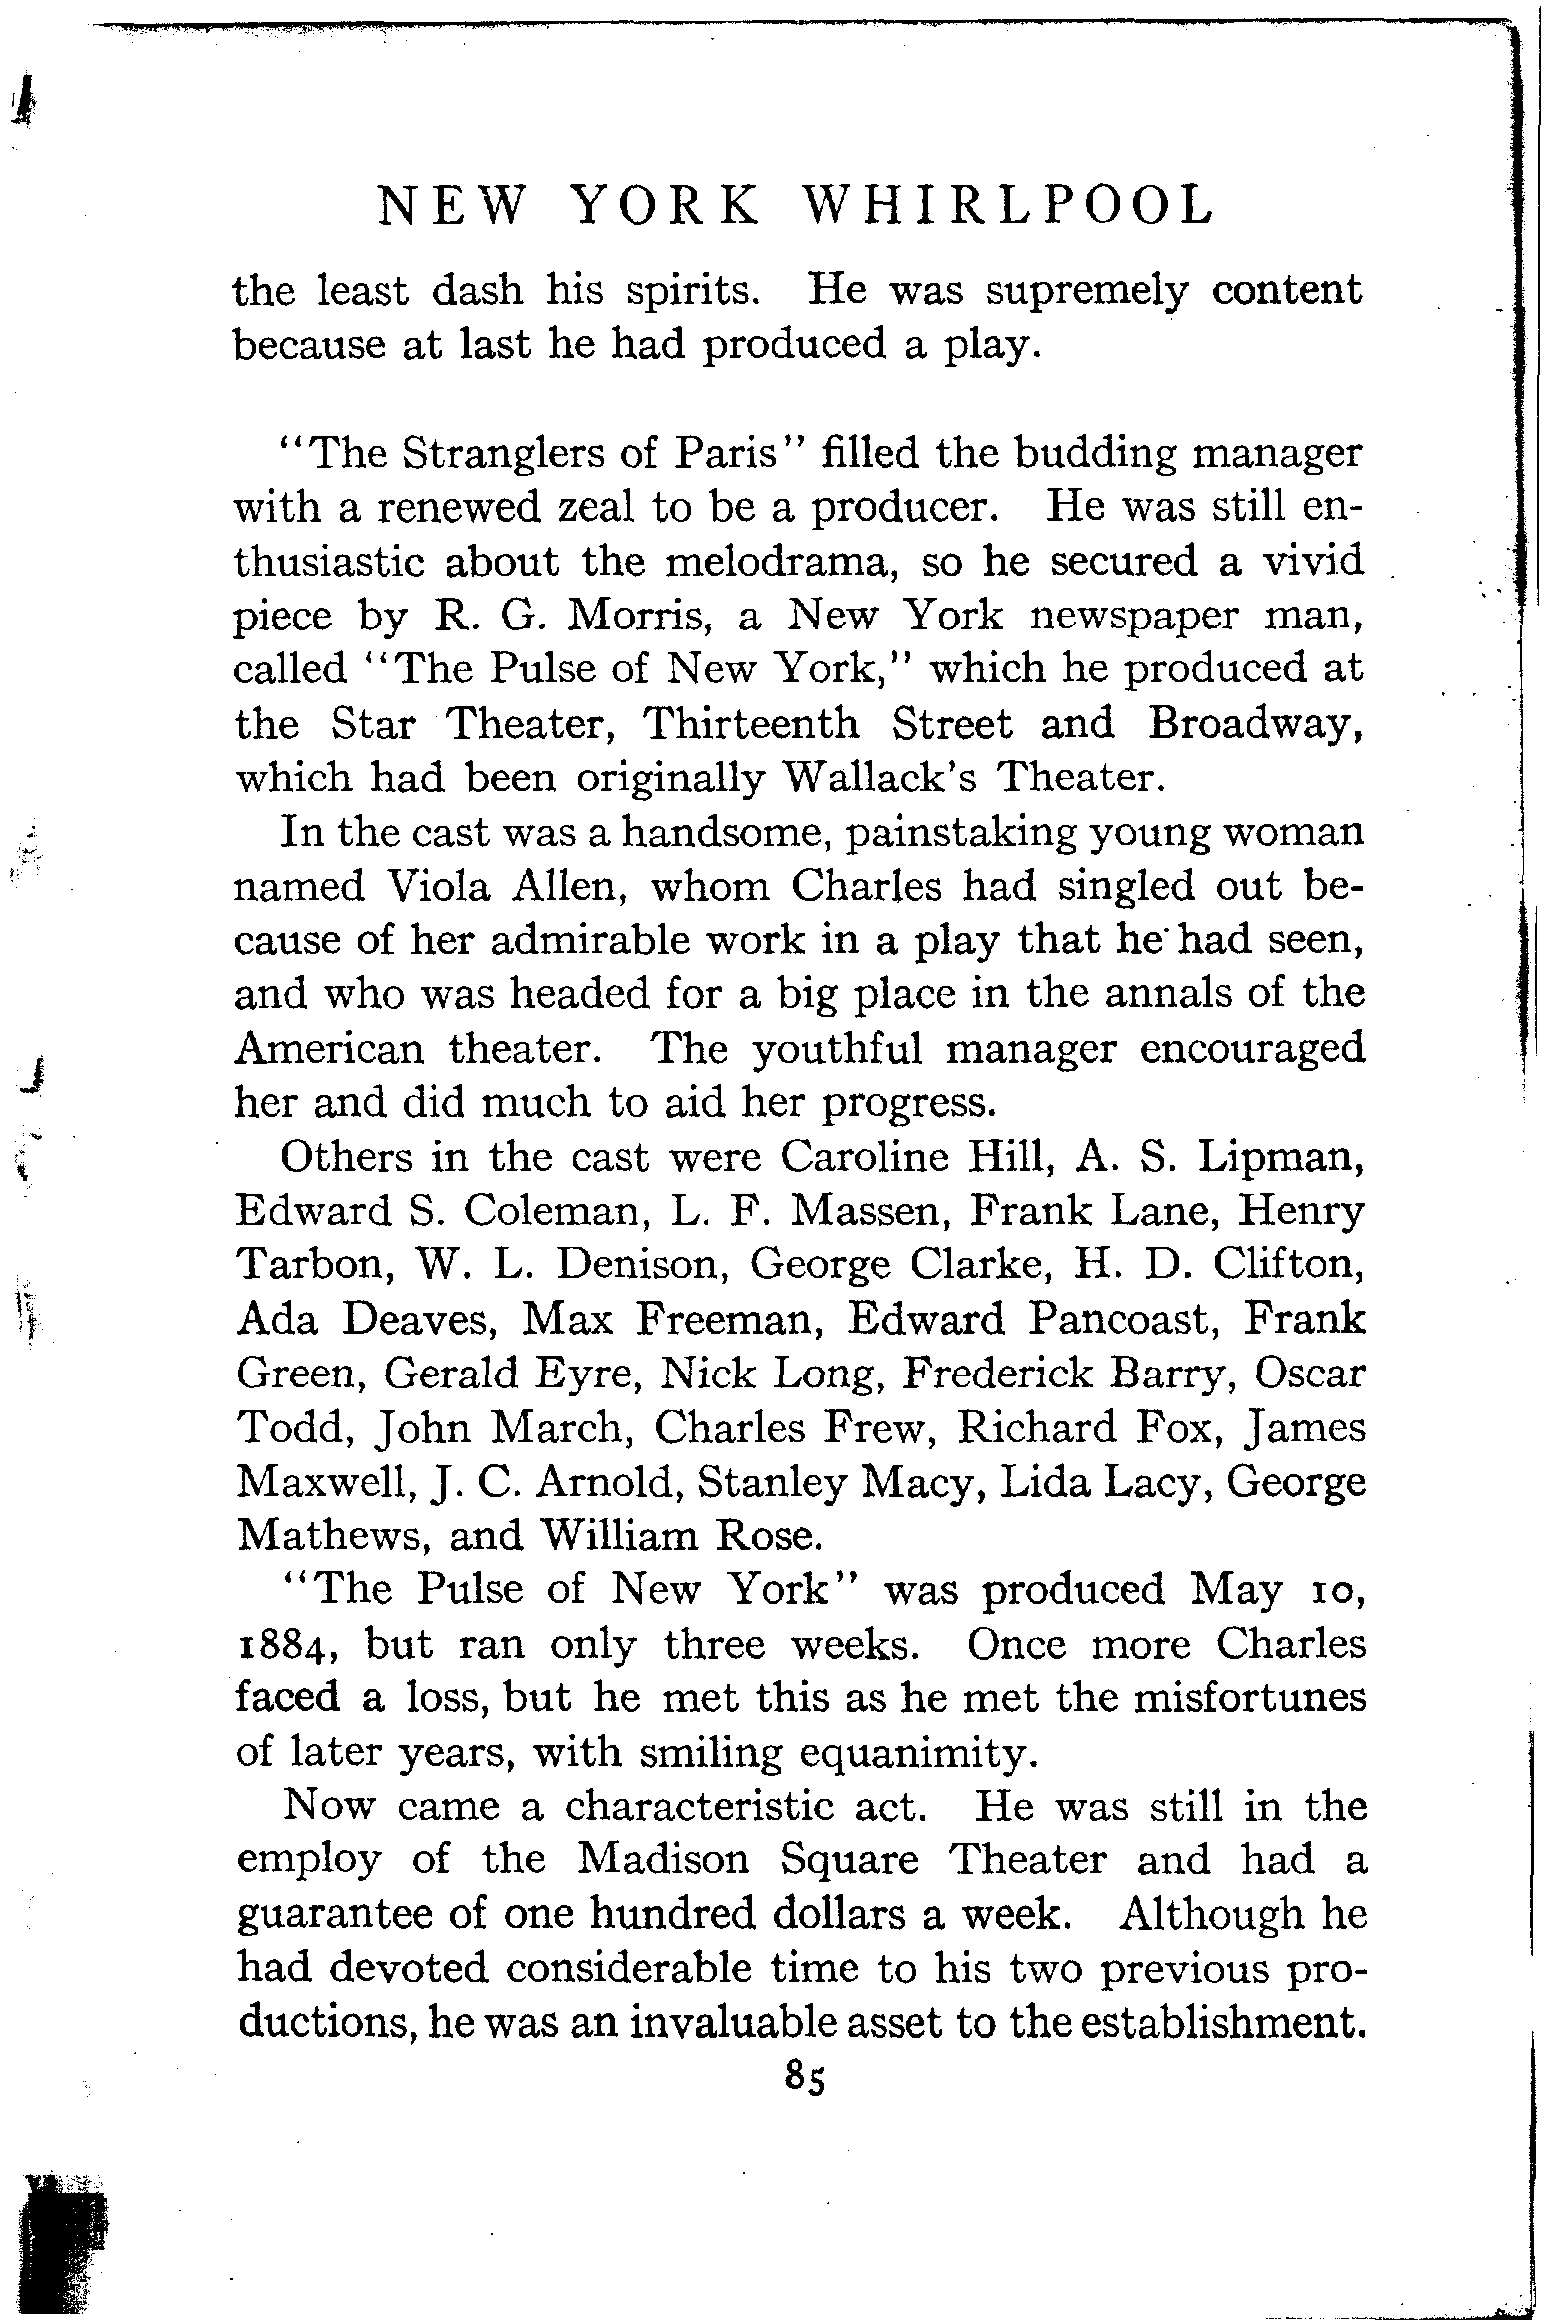 NEW YORK WHIRLPOOL
the least dash his spirits. He was supremely content
because at last he had produced a play.
"The Stranglers of Paris" filled the budding manager
with a renewed zeal to be a producer. He was still en-
thusiastic about the melodrama, so he secured a vivid
piece by R. G. Morris, a New York newspaper man,
called "The Pulse of New York," which he produced at
the Star Theater, Thirteenth Street and Broadway,
which had been originally Wallack's Theater.
In the cast was a handsome, painstaking young woman
named Viola Allen, whom Charles had singled out be-
cause of her admirable work in a play that he had seen,
and who was headed for a big place in the annals of the
American theater. The youthful manager encouraged
her and did much to aid her progress.
Others in the cast were Caroline Hill, A. S. Lipman,
Edward S. Coleman, L. F. Massen, Frank Lane, Henry
Tarbon, W. L. Denison, George Clarke, H. D. Clifton,
Ada Deaves, Max Freeman, Edward Pancoast, Frank
Green, Gerald Eyre, Nick Long, Frederick Barry, Oscar
Todd, John March, Charles Frew, Richard Fox, James
Maxwell, J. C. Arnold, Stanley Macy, Lida Lacy, George
Mathews, and William Rose.
"The Pulse of New York" was produced May 10,
1884, but ran only three weeks. Once more Charles
faced a loss, but he met this as he met the misfortunes
of later years, with smiling equanimity.
Now came a characteristic act. He was still in the
employ of the Madison Square Theater and had a
guarantee of one hundred dollars a week. Although he
had devoted considerable time to his two previous pro-
ductions, he was an invaluable asset to the establishment.
85